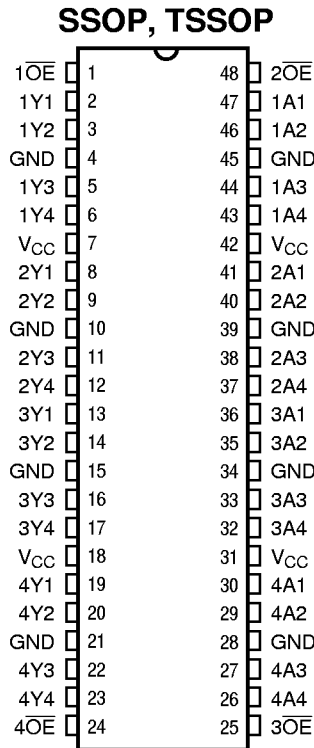 SSOP, TSSOP
1O̅E̅ 1 48 2O̅E̅
1Y1 2 47 1A1
1Y2 3 46 1A2
GND 4 45 GND
1Y3 5 44 1A3
1Y4 6 43 1A4
VCC 7 42 VCC
2Y1 8 41 2A1
2Y2 9 40 2A2
GND 10 39 GND
2Y3 11 38 2A3
2Y4 12 37 2A4
3Y1 13 36 3A1
3Y2 14 35 3A2
GND 15 34 GND
3Y3 16 33 3A3
3Y4 17 32 3A4
VCC 18 31 VCC
4Y1 19 30 4A1
4Y2 20 29 4A2
GND 21 28 GND
4Y3 22 27 4A3
4Y4 23 26 4A4
4O̅E̅ 24 25 3O̅E̅